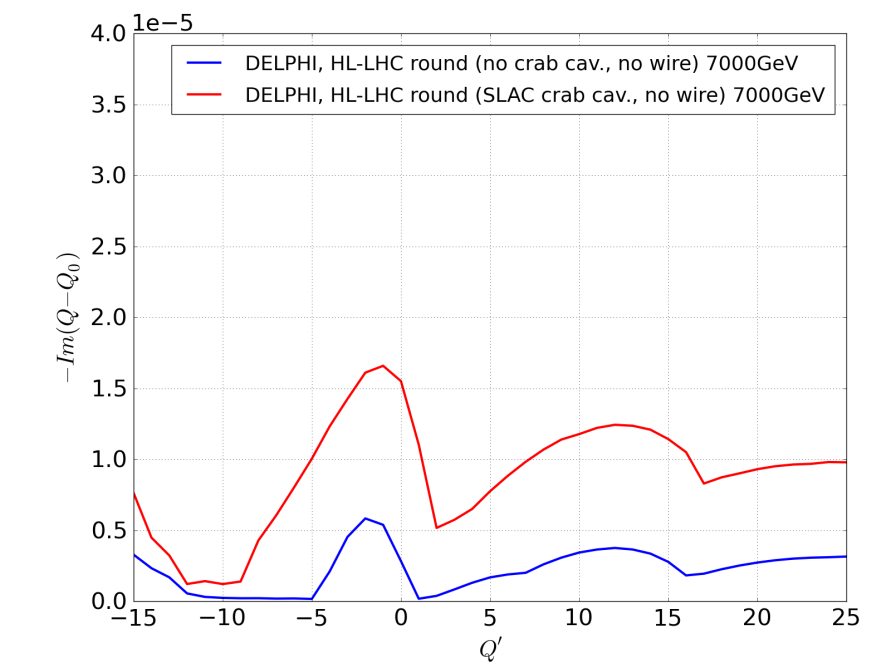 1e−5
4.0
3.5
3.0
2.5
2.0
1.5
1.0
0.5
0.0
DELPHI, HL-LHC round (no crab cav., no wire) 7000GeV
DELPHI, HL-LHC round (SLAC crab cav., no wire) 7000GeV
−Im(Q−Q₀)
−15 −10 −5 0 5 10 15 20 25
Q′